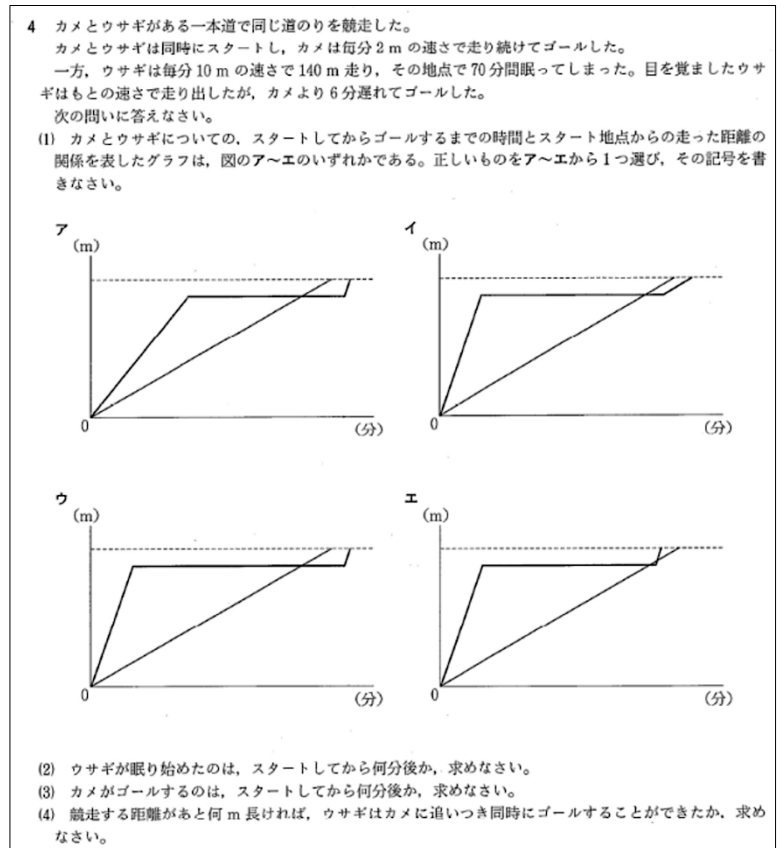 4 カメとウサギがある一本道で同じ道のりを競走した。
カメとウサギは同時にスタートし，カメは毎分2mの速さで走り続けてゴールした。
一方，ウサギは毎分10mの速さで140m走り，その地点で70分間眠ってしまった。目を覚ましたウサ
ギはもとの速さで走り出したが，カメより6分遅れてゴールした。
次の問いに答えなさい。
(1) カメとウサギについての，スタートしてからゴールするまでの時間とスタート地点からの走った距離の
関係を表したグラフは，図のア～エのいずれかである。正しいものをア～エから1つ選び，その記号を書
きなさい。
ア
(m)
0
(分)
イ
(m)
0
(分)
ウ
(m)
0
(分)
エ
(m)
0
(分)
(2) ウサギが眠り始めたのは，スタートしてから何分後か，求めなさい。
(3) カメがゴールするのは，スタートしてから何分後か，求めなさい。
(4) 競走する距離があと何m長ければ，ウサギはカメに追いつき同時にゴールすることができたか，求め
なさい。